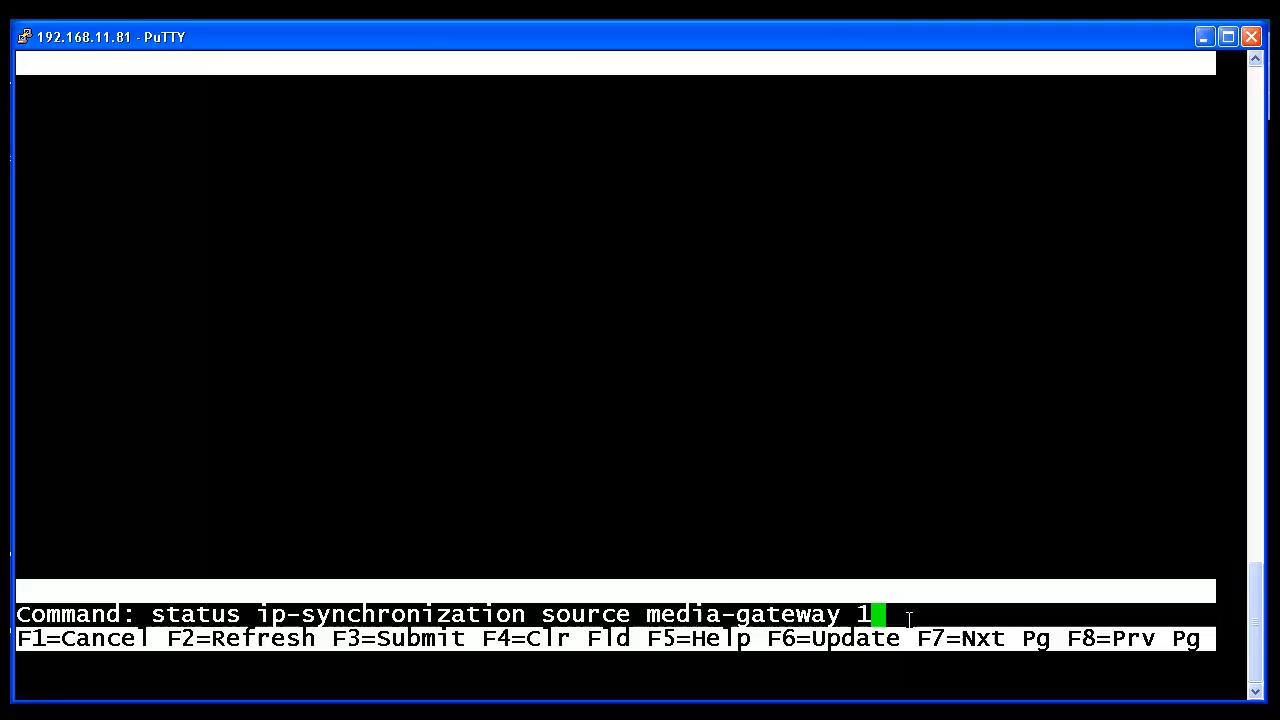 192.168.11.81 - PuTTY
Command: status ip-synchronization source media-gateway 1
F1=Cancel F2=Refresh F3=Submit F4=Clr Fld F5=Help F6=Update F7=Nxt Pg F8=Prv Pg